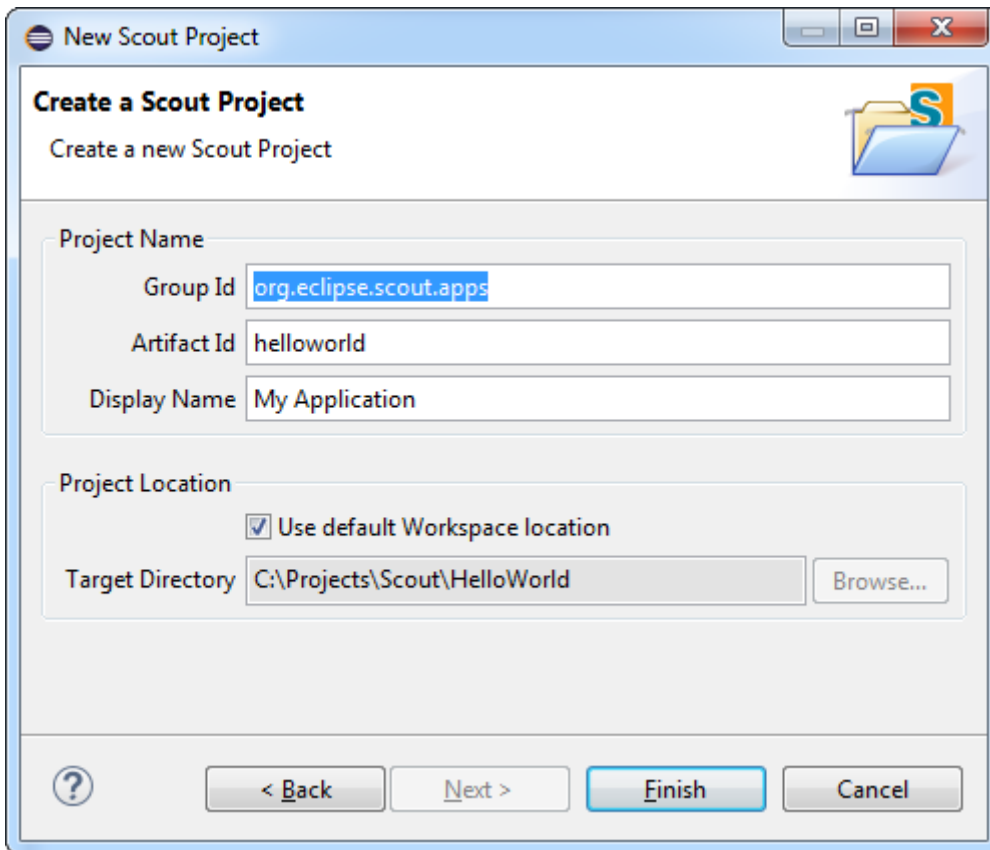 New Scout Project
Create a Scout Project
Create a new Scout Project
S
Project Name
Group Id org.eclipse.scout.apps
Artifact Id helloworld
Display Name My Application
Project Location
Use default Workspace location
Target Directory C:\Projects\Scout\HelloWorld Browse...
? < Back Next > Finish Cancel